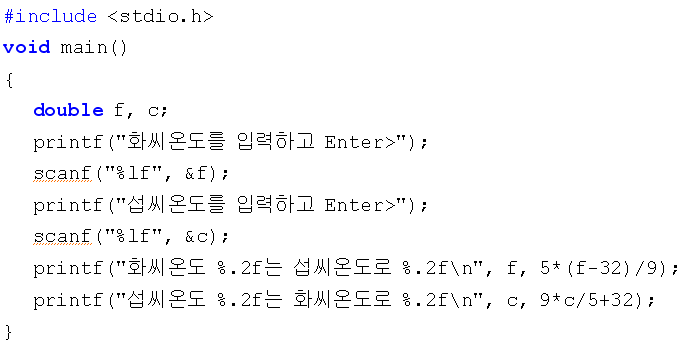 #include <stdio.h>
void main()
{
double f, c;
printf("화씨온도를 입력하고 Enter>");
scanf("%lf", &f);
printf("섭씨온도를 입력하고 Enter>");
scanf("%lf", &c);
printf("화씨온도 %.2f는 섭씨온도로 %.2f\n", f, 5*(f-32)/9);
printf("섭씨온도 %.2f는 화씨온도로 %.2f\n", c, 9*c/5+32);
}